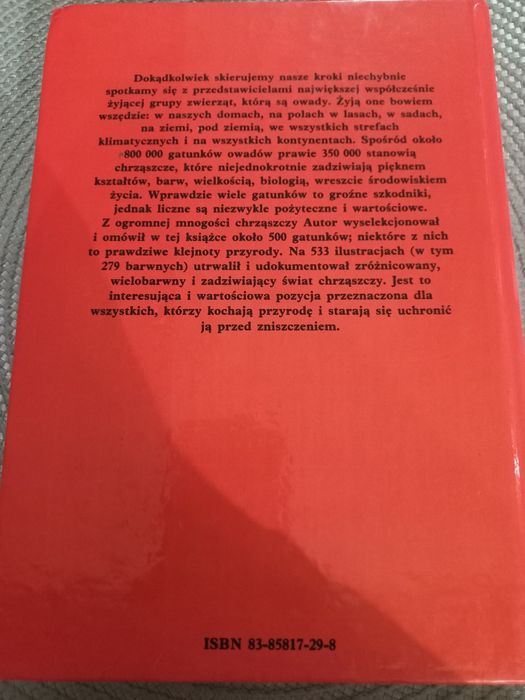 Dokądkolwiek skierujemy nasze kroki niechybnie
spotkamy się z przedstawicielami największej współcześnie
żyjącej grupy zwierząt, którą są owady. Żyją one bowiem
wszędzie: w naszych domach, na polach w lasach, w sadach,
na ziemi, pod ziemią, we wszystkich strefach
klimatycznych i na wszystkich kontynentach. Spośród około
800 000 gatunków owadów prawie 350 000 stanowią
chrząszcze, które niejednokrotnie zadziwiają pięknem
kształtów, barw, wielkością, biologią, wreszcie środowiskiem
życia. Wprawdzie wiele gatunków to groźne szkodniki,
jednak liczne są niezwykle pożyteczne i wartościowe.
Z ogromnej mnogości chrząszczy Autor wyselekcjonował
i omówił w tej książce około 500 gatunków; niektóre z nich
to prawdziwe klejnoty przyrody. Na 533 ilustracjach (w tym
279 barwnych) utrwalił i udokumentował zróżnicowany,
wielobarwny i zadziwiający świat chrząszczy. Jest to
interesująca i wartościowa pozycja przeznaczona dla
wszystkich, którzy kochają przyrodę i starają się uchronić
ją przed zniszczeniem.
ISBN 83-85817-29-8